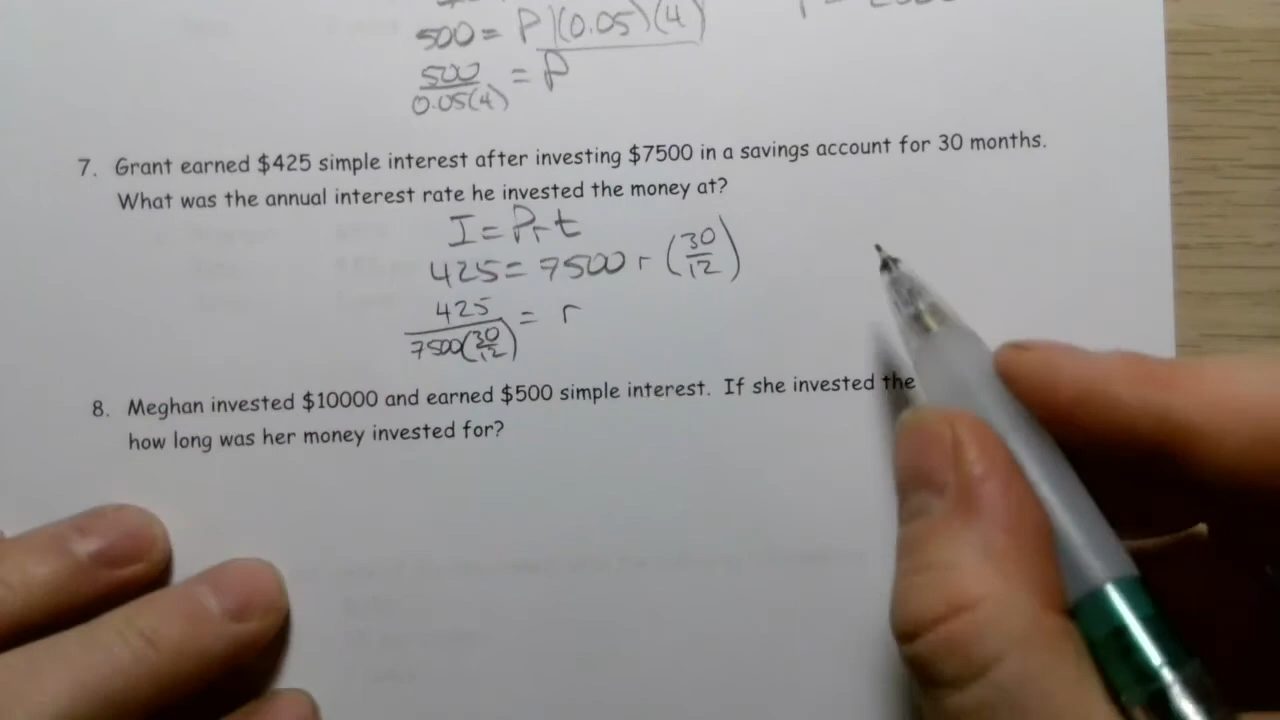 500 = P(0.05)(4)
500/0.05(4) = P
7. Grant earned $425 simple interest after investing $7500 in a savings account for 30 months.
What was the annual interest rate he invested the money at?
I = Prt
425 = 7500 r (30/12)
425/7500(30/12) = r
8. Meghan invested $10000 and earned $500 simple interest. If she invested the
how long was her money invested for?